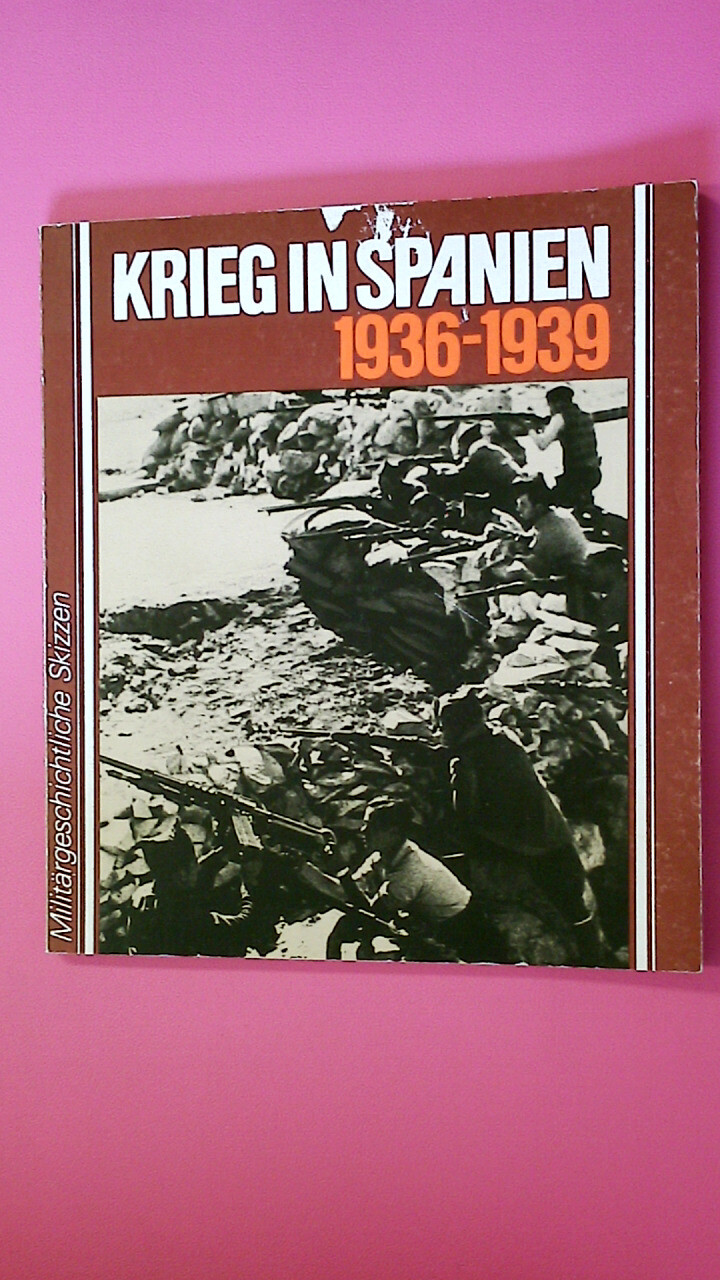 KRIEG IN SPANIEN
1936-1939
Militärgeschichtliche Skizzen